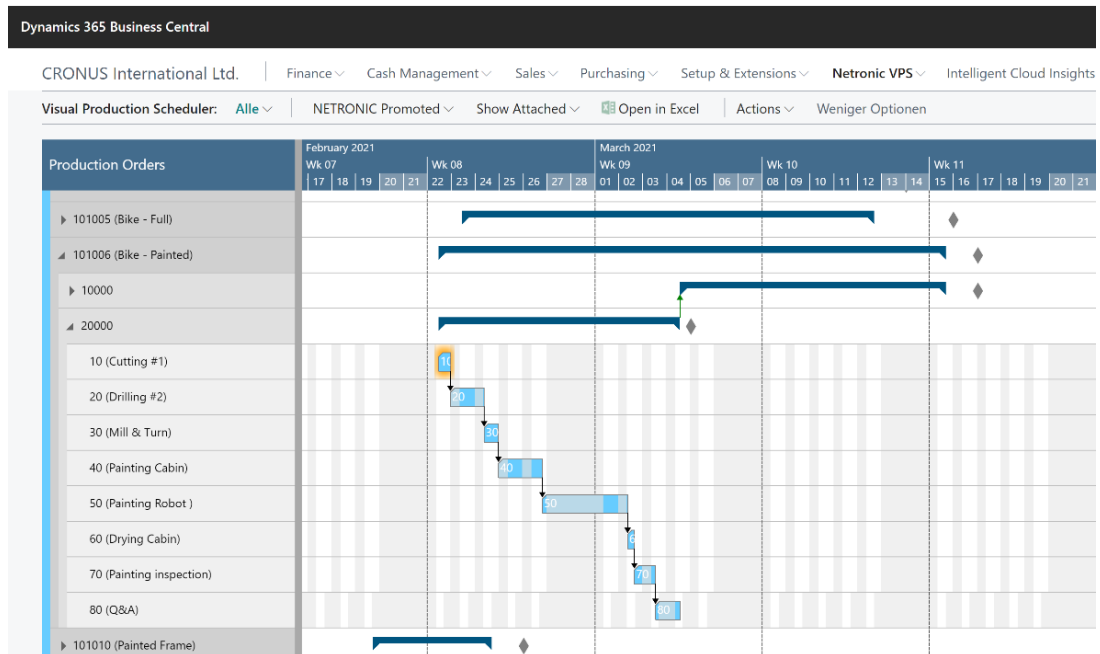 Dynamics 365 Business Central
CRONUS International Ltd. Finance Cash Management Sales Purchasing Setup & Extensions Netronic VPS Intelligent Cloud Insights
Visual Production Scheduler: Alle NETRONIC Promoted Show Attached Open in Excel Actions Weniger Optionen
Production Orders
February 2021 March 2021
Wk 07 Wk 08 Wk 09 Wk 10 Wk 11
17 18 19 20 21 22 23 24 25 26 27 28 01 02 03 04 05 06 07 08 09 10 11 12 13 14 15 16 17 18 19 20 21
101005 (Bike - Full)
101006 (Bike - Painted)
10000
20000
10 (Cutting #1) 10
20 (Drilling #2) 20
30 (Mill & Turn) 30
40 (Painting Cabin) 40
50 (Painting Robot ) 50
60 (Drying Cabin) 6
70 (Painting inspection) 70
80 (Q&A) 80
101010 (Painted Frame)